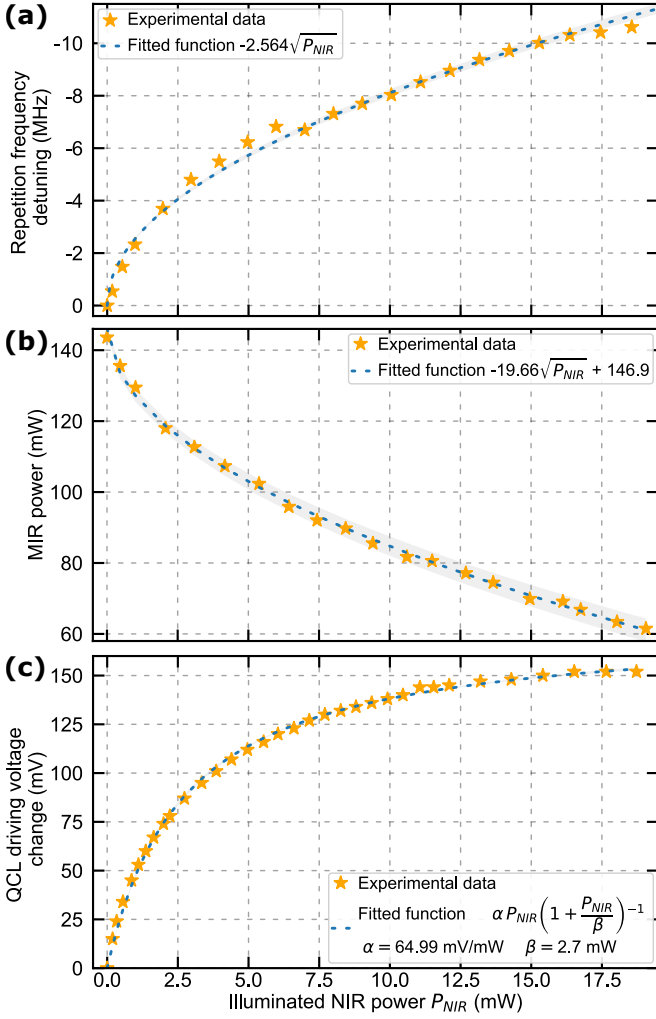 (a)
Experimental data
Fitted function -2.564√P_NIR
Repetition frequency
detuning (MHz)
-10
-8
-6
-4
-2
0
(b)
Experimental data
Fitted function -19.66√P_NIR + 146.9
MIR power (mW)
140
120
100
80
60
(c)
QCL driving voltage
change (mV)
150
125
100
75
50
25
0
Experimental data
Fitted function α P_NIR(1 + P_NIR/β)^−1
α = 64.99 mV/mW β = 2.7 mW
0.0 2.5 5.0 7.5 10.0 12.5 15.0 17.5
Illuminated NIR power P_NIR (mW)